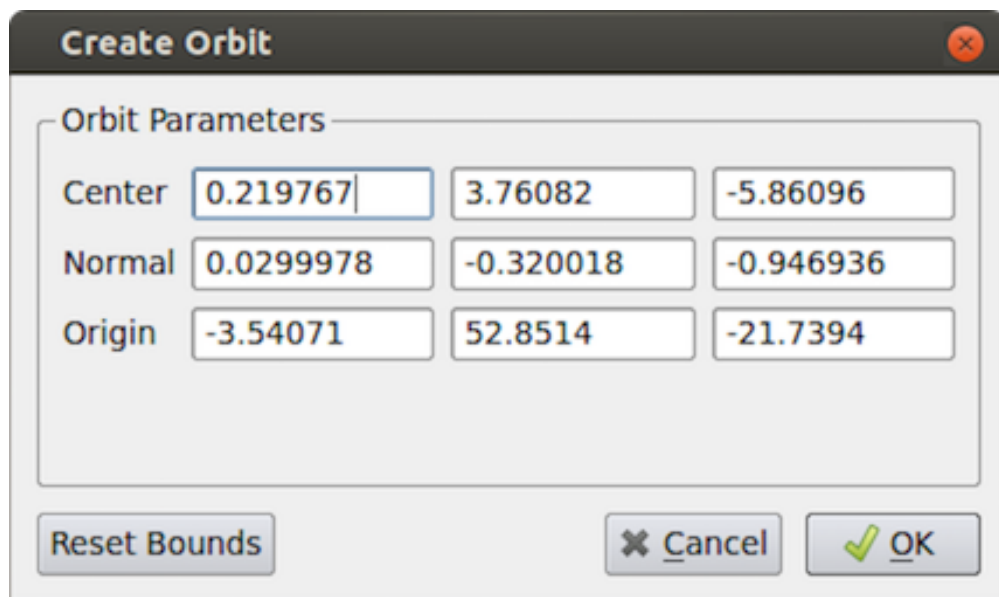 Create Orbit
Orbit Parameters
Center 0.219767 3.76082 -5.86096
Normal 0.0299978 -0.320018 -0.946936
Origin -3.54071 52.8514 -21.7394
Reset Bounds Cancel OK